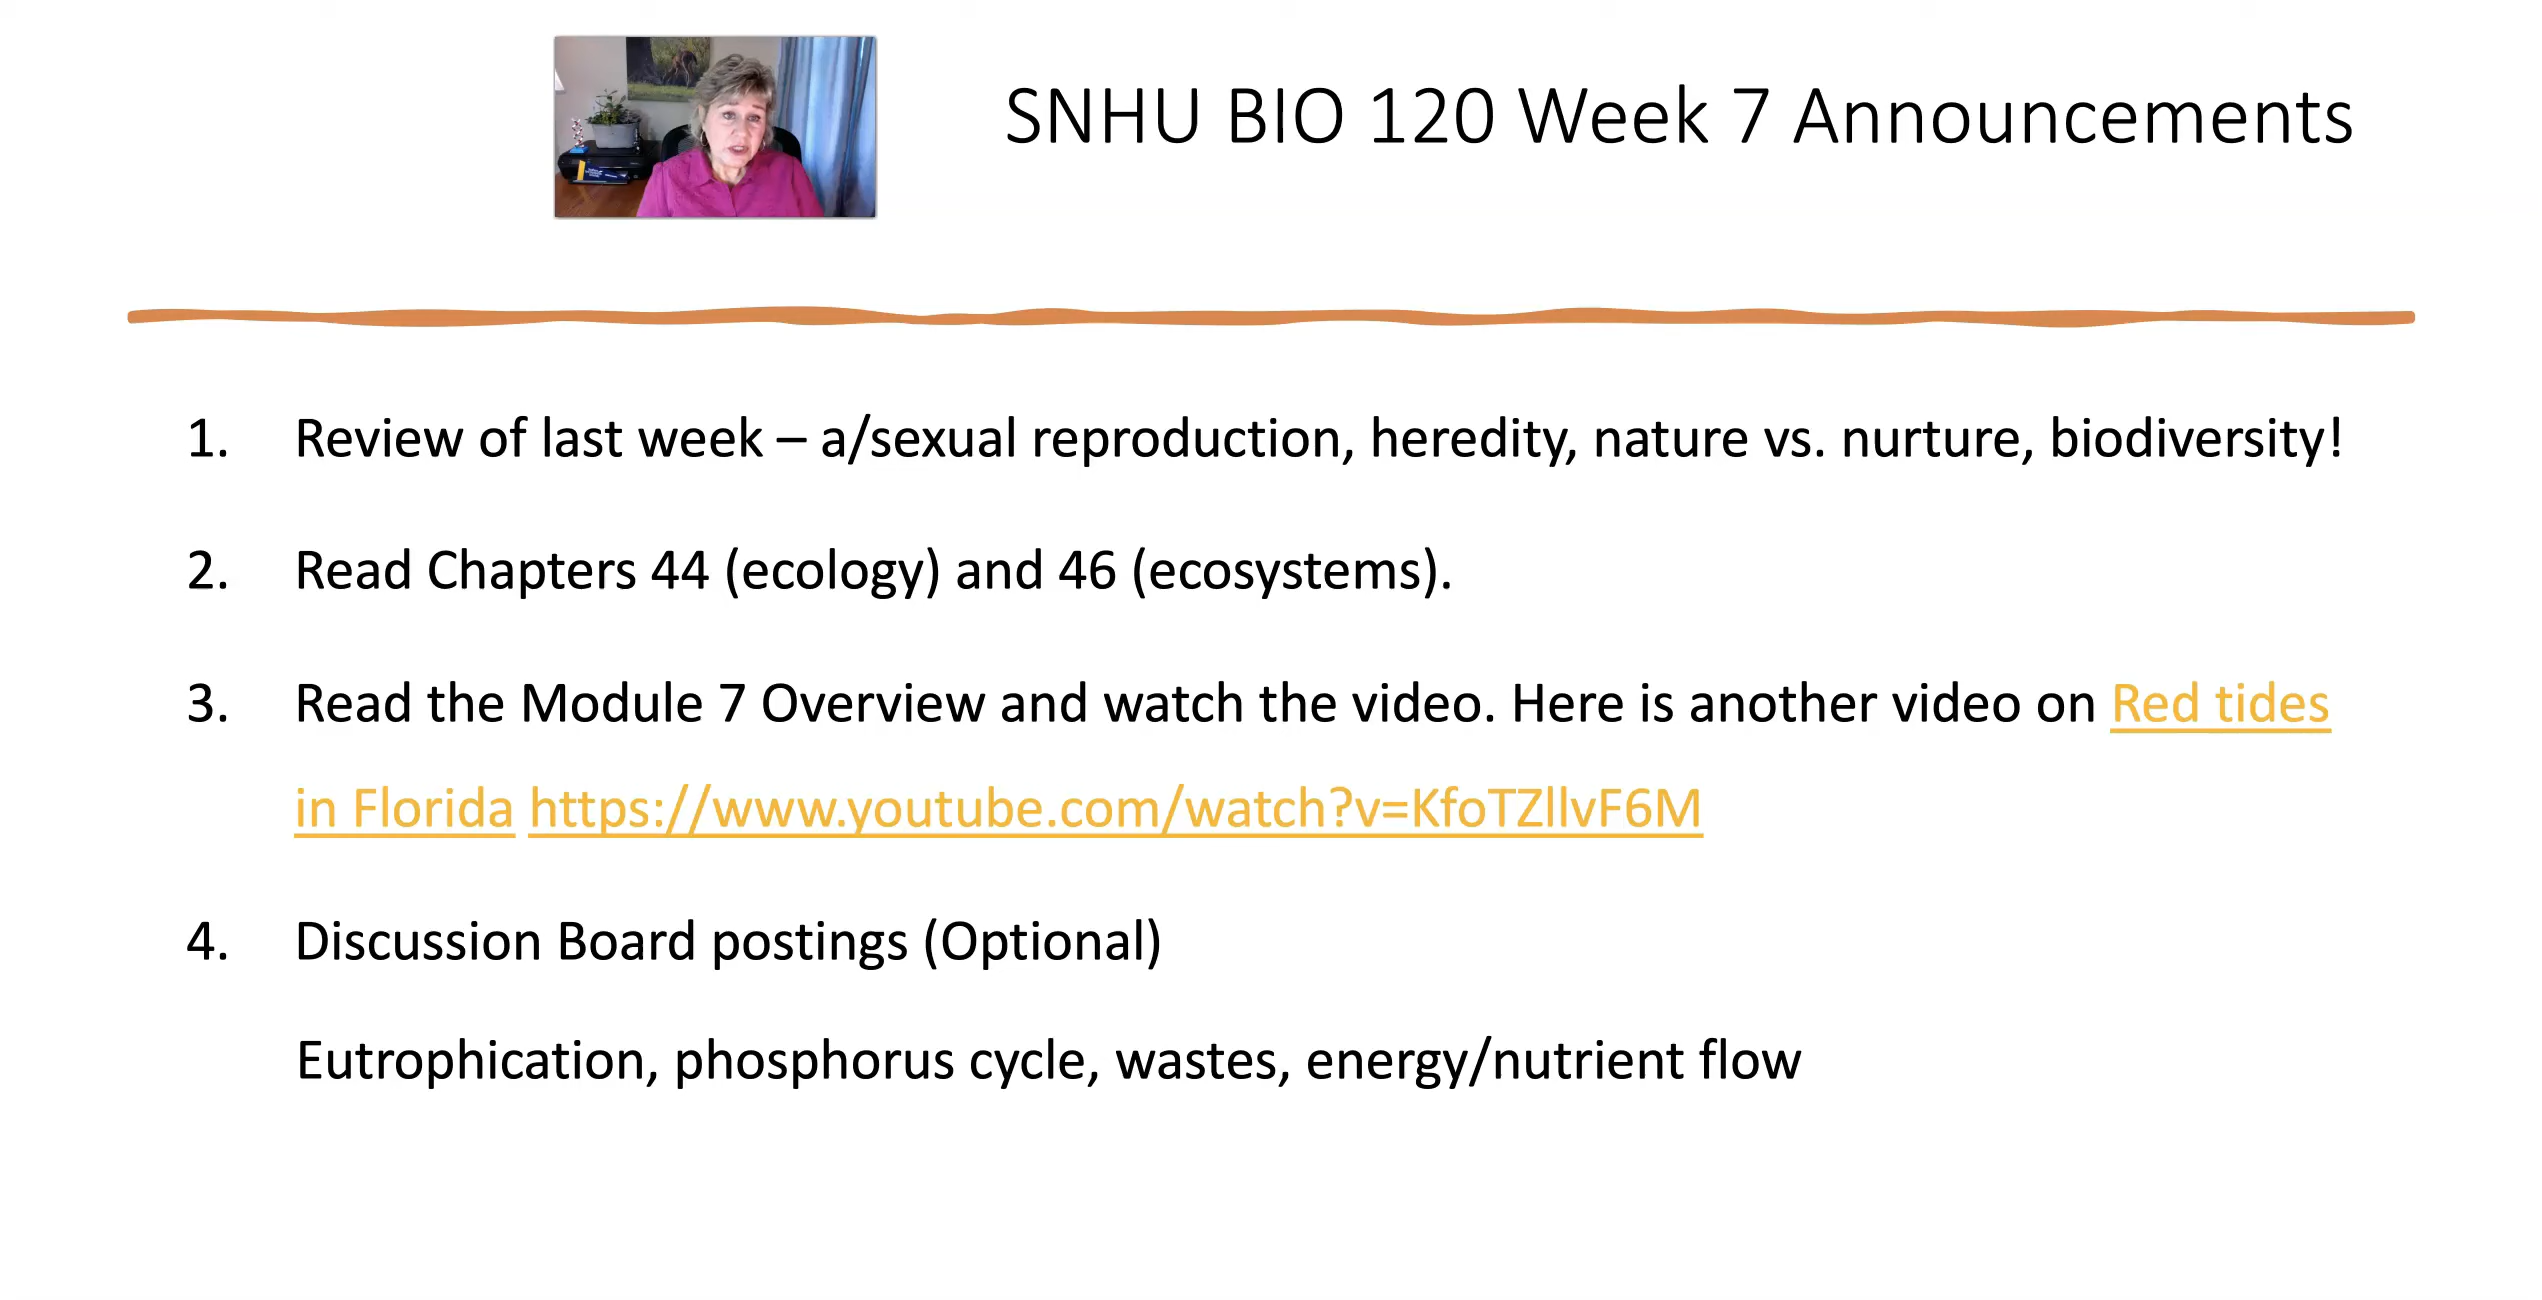 SNHU BIO 120 Week 7 Announcements
1. Review of last week – a/sexual reproduction, heredity, nature vs. nurture, biodiversity!
2. Read Chapters 44 (ecology) and 46 (ecosystems).
3. Read the Module 7 Overview and watch the video. Here is another video on Red tides
in Florida https://www.youtube.com/watch?v=KfoTZllvF6M
4. Discussion Board postings (Optional)
Eutrophication, phosphorus cycle, wastes, energy/nutrient flow